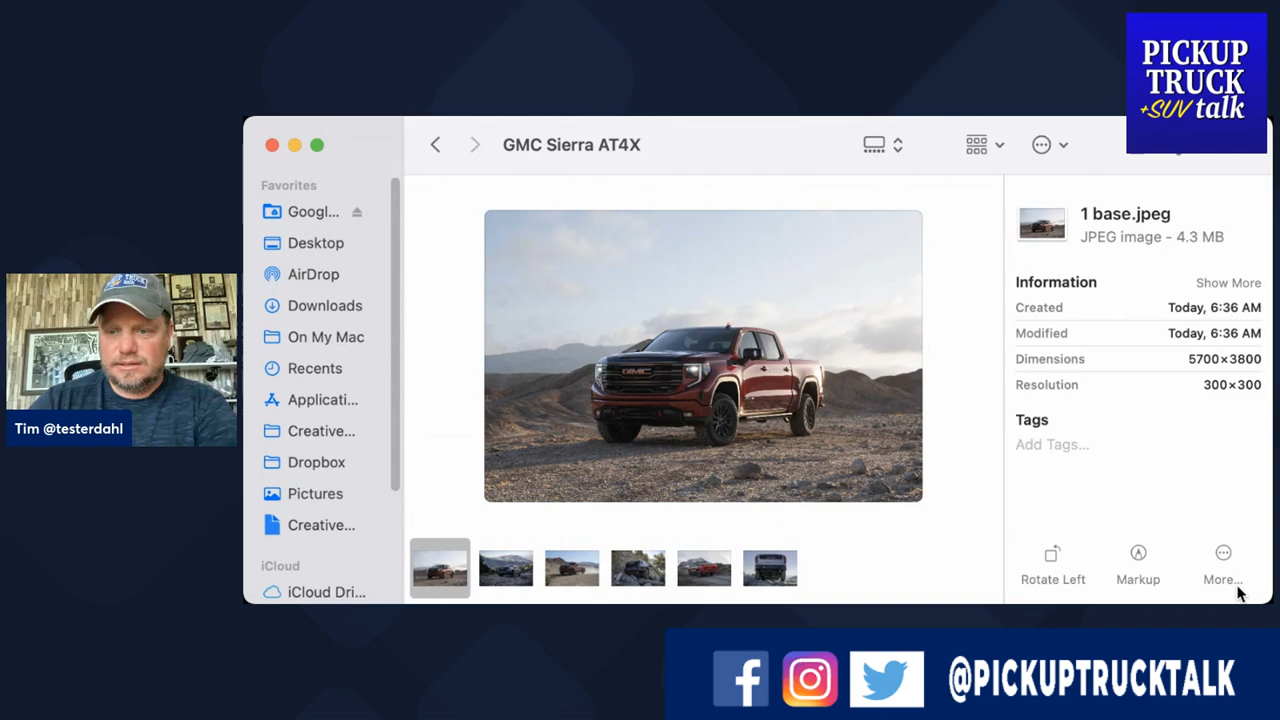 PICKUP
TRUCK
+SUV talk
GMC Sierra AT4X
Favorites
Googl...
Desktop
AirDrop
Downloads
On My Mac
Recents
Applicati...
Creative...
Dropbox
Pictures
Creative...
iCloud
iCloud Dri...
GMC
1 base.jpeg
JPEG image - 4.3 MB
Information
Show More
Created
Today, 6:36 AM
Modified
Today, 6:36 AM
Dimensions
5700×3800
Resolution
300×300
Tags
Add Tags...
Rotate Left
Markup
More...
Tim @testerdahl
@PICKUPTRUCKTALK